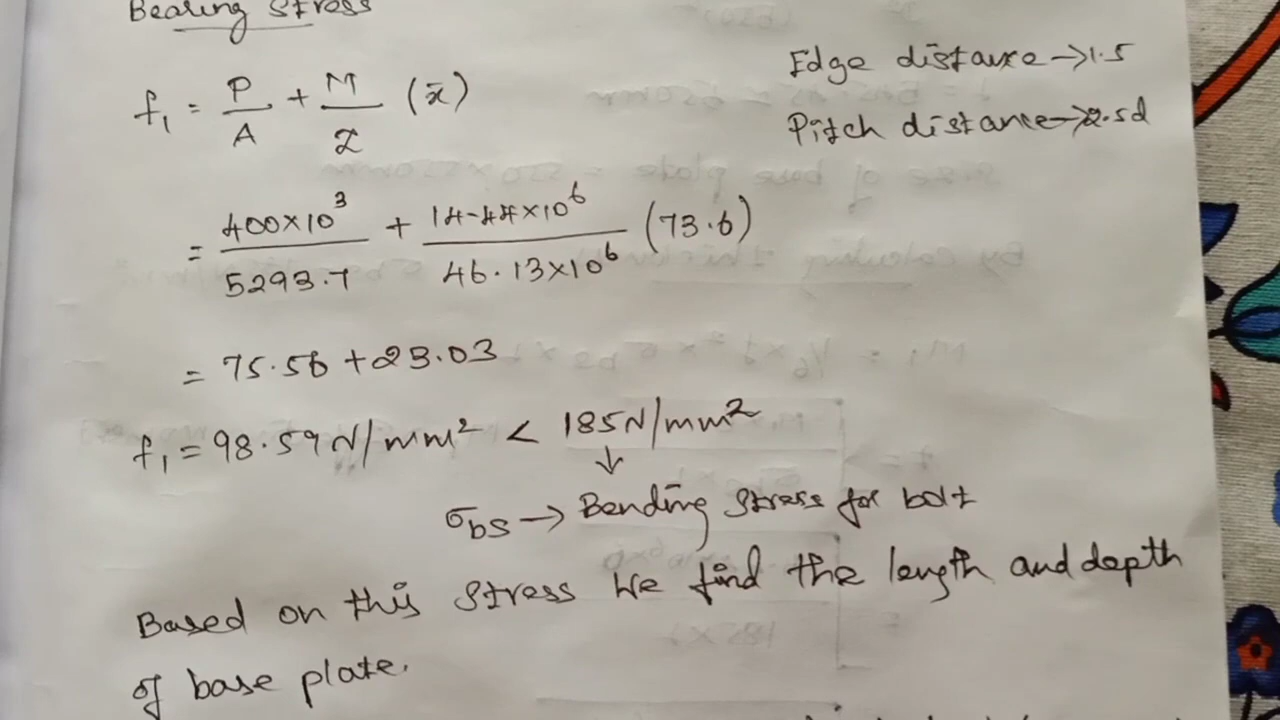 Bearing Stress
f₁ = P/A + M/Z (x̄)
Edge distance → 1.5
Pitch distance → 2.5d
= 400×10³/5293.7 + 14.44×10⁶/46.13×10⁶ (73.6)
= 75.56 + 23.03
f₁ = 98.59 N/mm² < 185N/mm²
↓
σbs → Bending Stress for bolt
Based on this Stress We find the length and depth
of base plate.